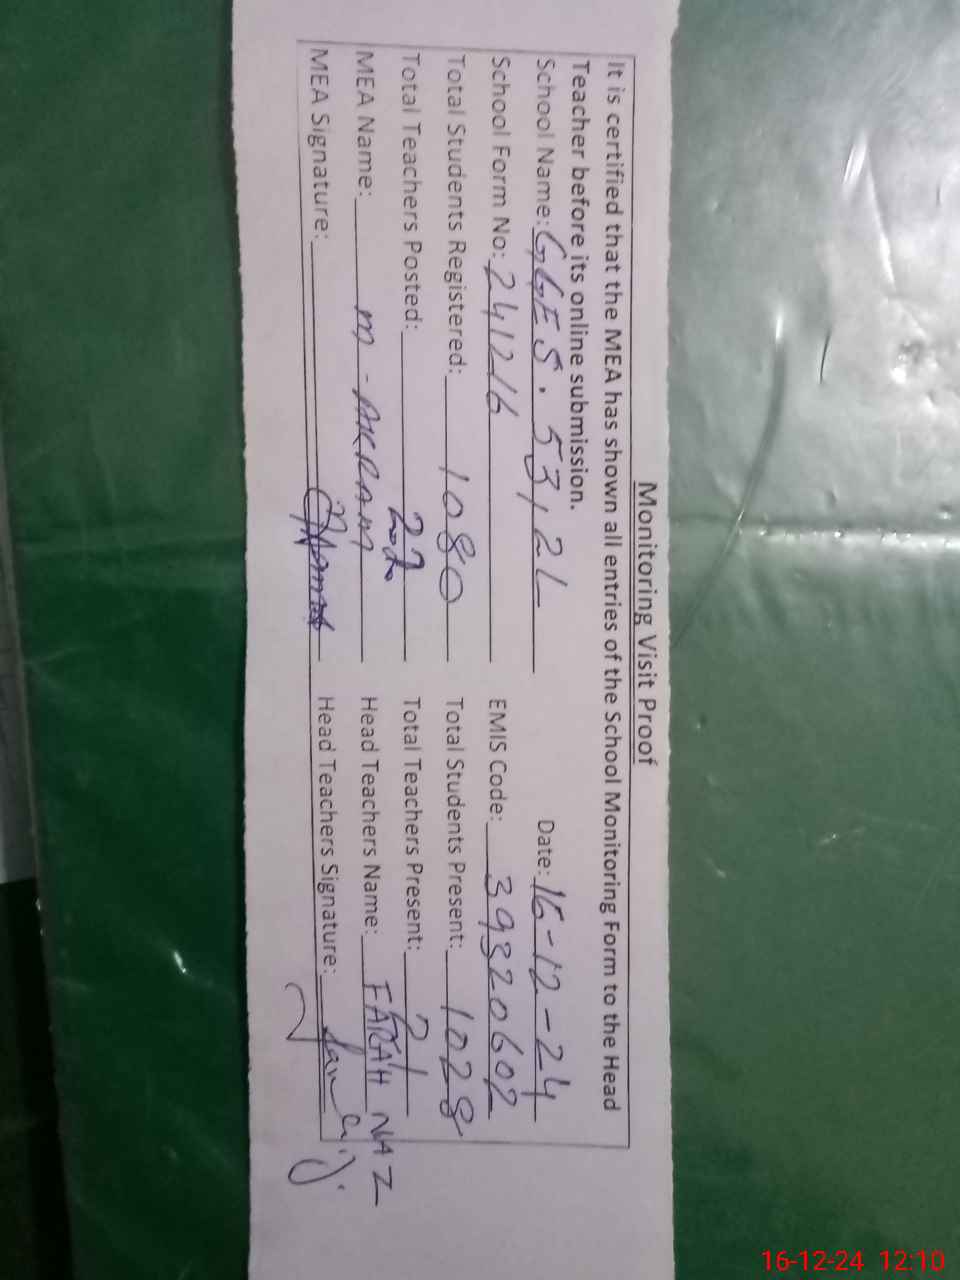 Monitoring Visit Proof
It is certified that the MEA has shown all entries of the School Monitoring Form to the Head
Teacher before its online submission.
School Name: GGES. 53/2L Date: 16-12-24
School Form No: 241216 EMIS Code: 39320602
Total Students Registered: 1080 Total Students Present: 1028
Total Teachers Posted: 22 Total Teachers Present: 21
MEA Name: M-AKRAM Head Teachers Name: FARAH NAZ
MEA Signature: Head Teachers Signature:
16-12-24 12:10